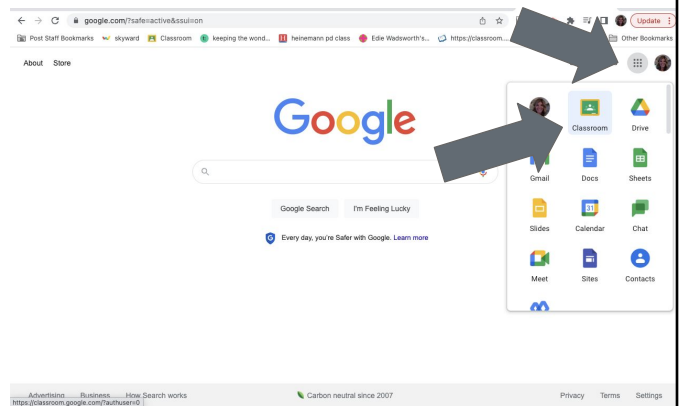 google.com/?safe=active&ssui=on
Update
Post Staff Bookmarks skyward Classroom keeping the wond... heinemann pd class Edie Wadsworth's... https://classroom.... Other Bookmarks
About Store
Google
Classroom Drive
Gmail Docs Sheets
Google Search I'm Feeling Lucky
Slides 31 Calendar Chat
G Every day, you're Safer with Google. Learn more
Meet Sites Contacts
Advertising Business How Search works Carbon neutral since 2007 Privacy Terms Settings
https://classroom.google.com/?authuser=0